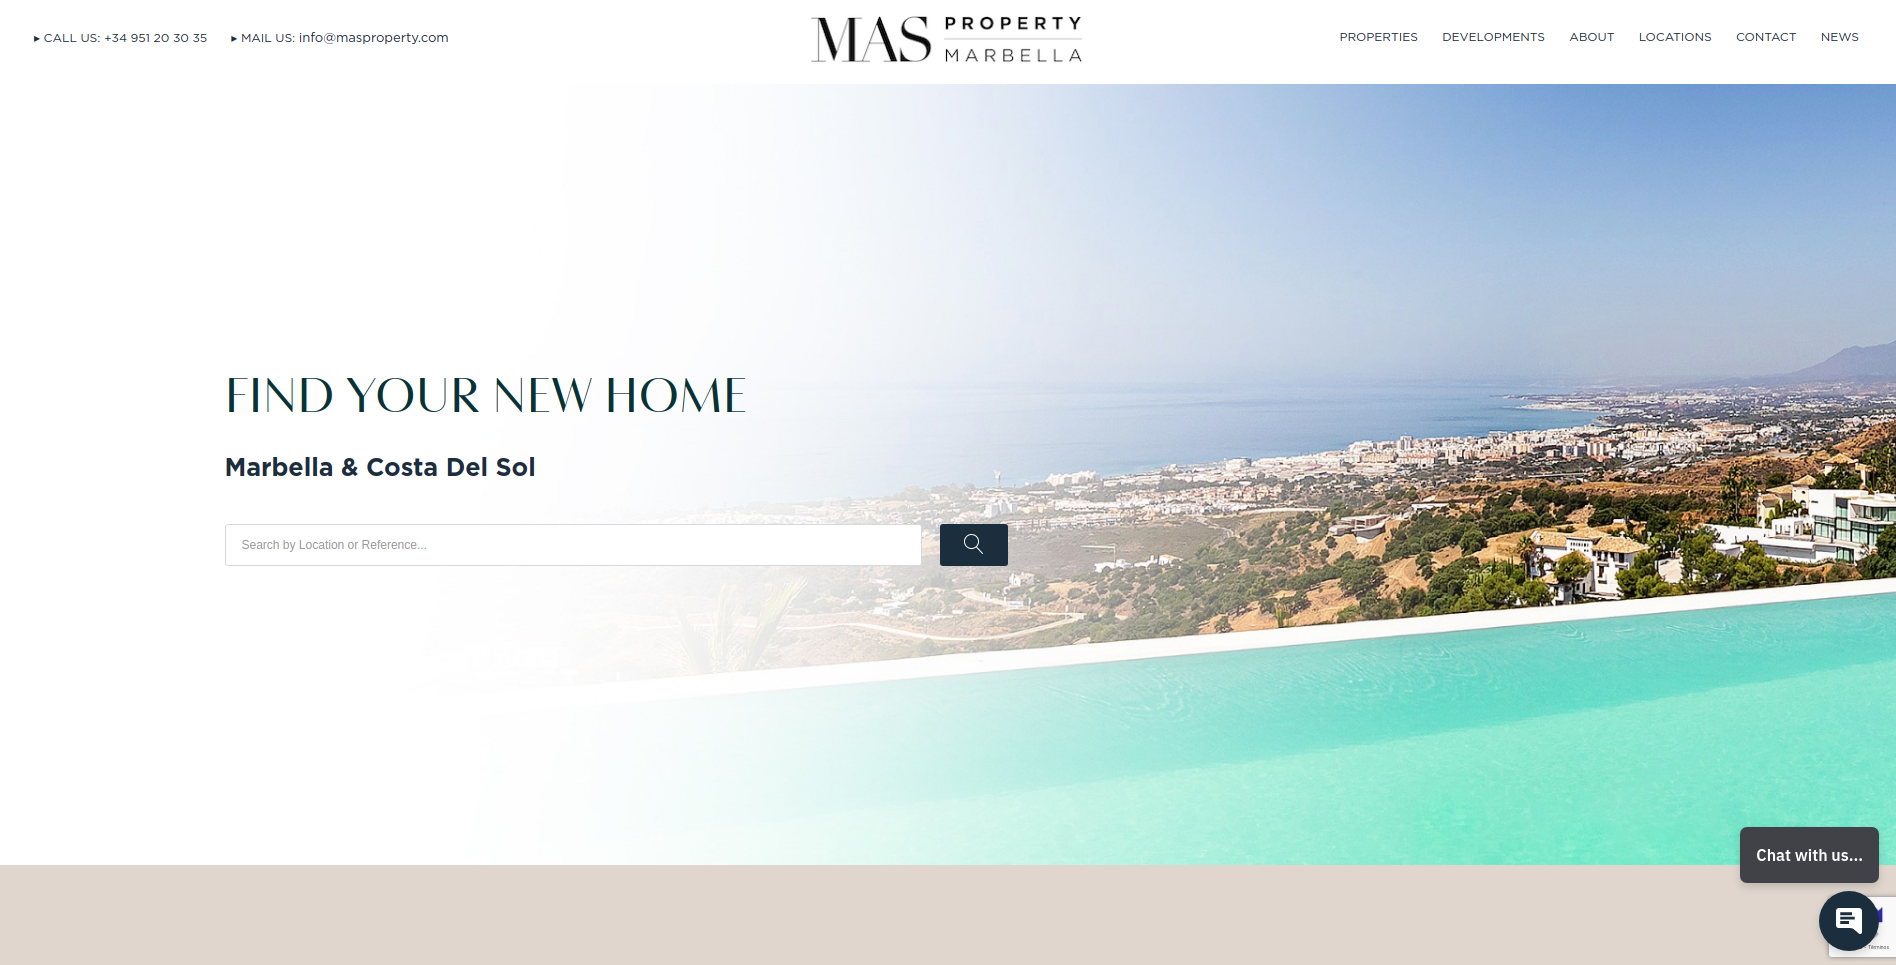 ▸ CALL US: +34 951 20 30 35
▸ MAIL US: info@masproperty.com
MAS PROPERTY
MARBELLA
PROPERTIES DEVELOPMENTS ABOUT LOCATIONS CONTACT NEWS
FIND YOUR NEW HOME
Marbella & Costa Del Sol
Search by Location or Reference...
Chat with us...
Términos